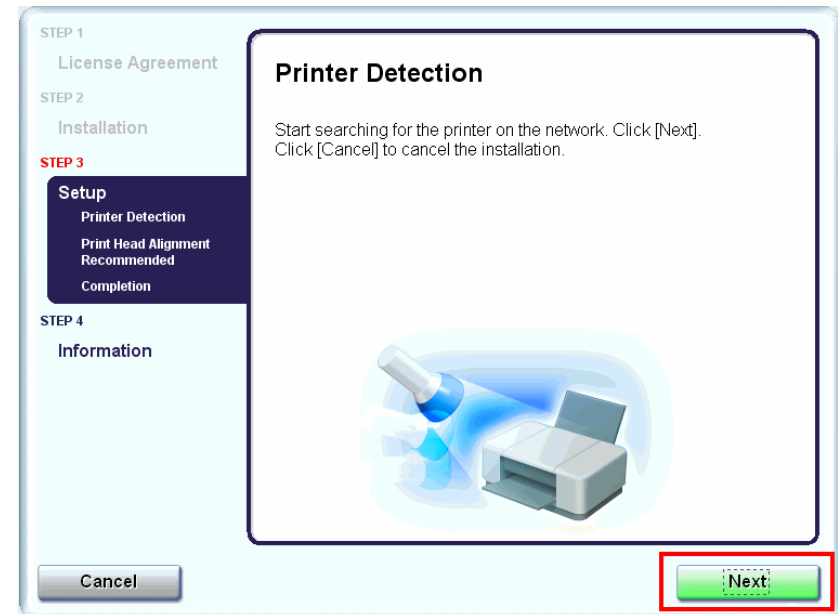 STEP 1
License Agreement
STEP 2
Installation
STEP 3
Setup
Printer Detection
Print Head Alignment
Recommended
Completion
STEP 4
Information
Printer Detection
Start searching for the printer on the network. Click [Next].
Click [Cancel] to cancel the installation.
Cancel
Next